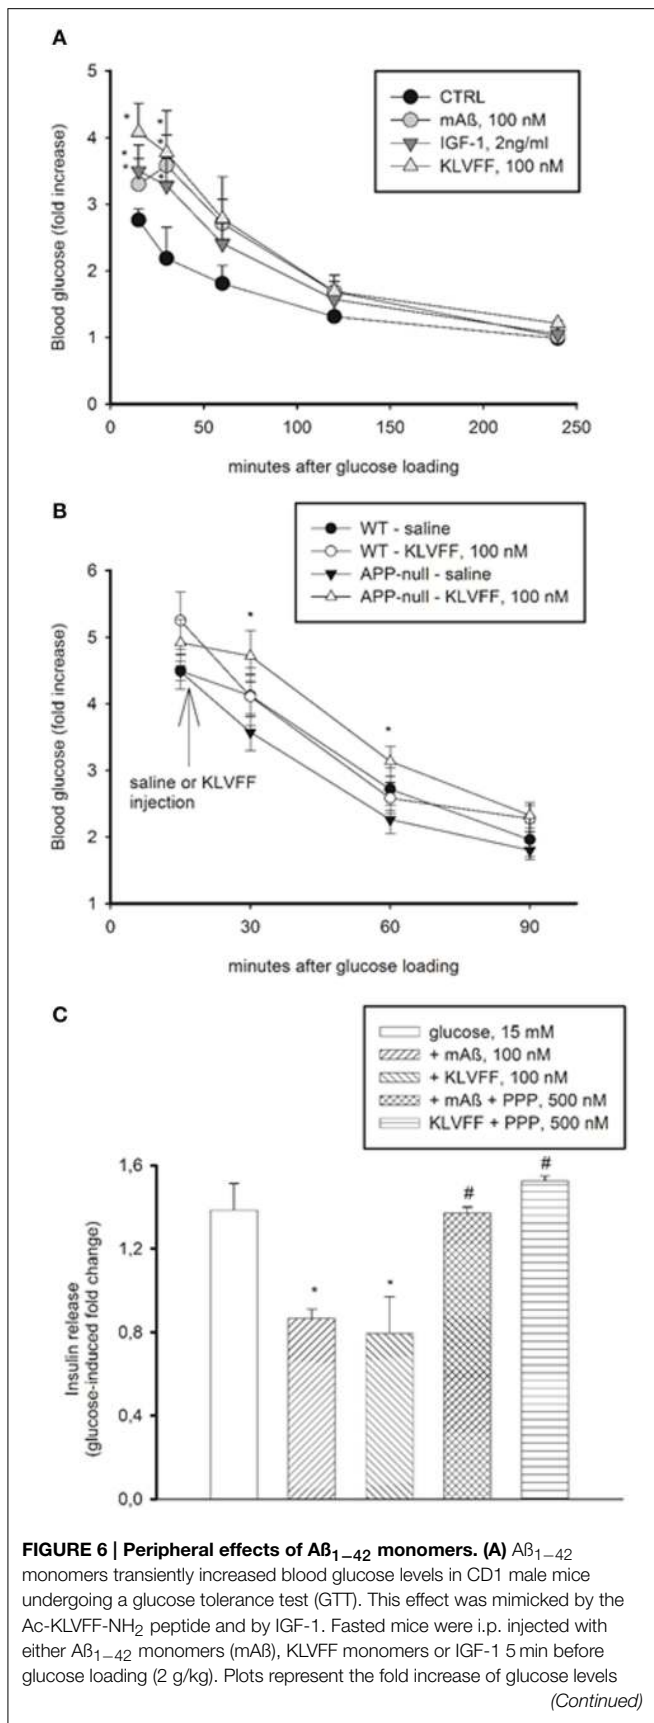 A
5
4
3
2
1
0
Blood glucose (fold increase)
CTRL
mAß, 100 nM
IGF-1, 2ng/ml
KLVFF, 100 nM
*
*
*
*
*
*
0 50 100 150 200 250
minutes after glucose loading
B
6
5
4
3
2
1
Blood glucose (fold increase)
WT - saline
WT - KLVFF, 100 nM
APP-null - saline
APP-null - KLVFF, 100 nM
*
*
saline or KLVFF
injection
0 30 60 90
minutes after glucose loading
C
glucose, 15 mM
+ mAß, 100 nM
+ KLVFF, 100 nM
+ mAß + PPP, 500 nM
KLVFF + PPP, 500 nM
1,6
1,2
0,8
0,4
0,0
Insulin release
(glucose-induced fold change)
* * # #
FIGURE 6 | Peripheral effects of Aß1−42 monomers. (A) Aß1−42
monomers transiently increased blood glucose levels in CD1 male mice
undergoing a glucose tolerance test (GTT). This effect was mimicked by the
Ac-KLVFF-NH2 peptide and by IGF-1. Fasted mice were i.p. injected with
either Aß1−42 monomers (mAß), KLVFF monomers or IGF-1 5 min before
glucose loading (2 g/kg). Plots represent the fold increase of glucose levels
(Continued)